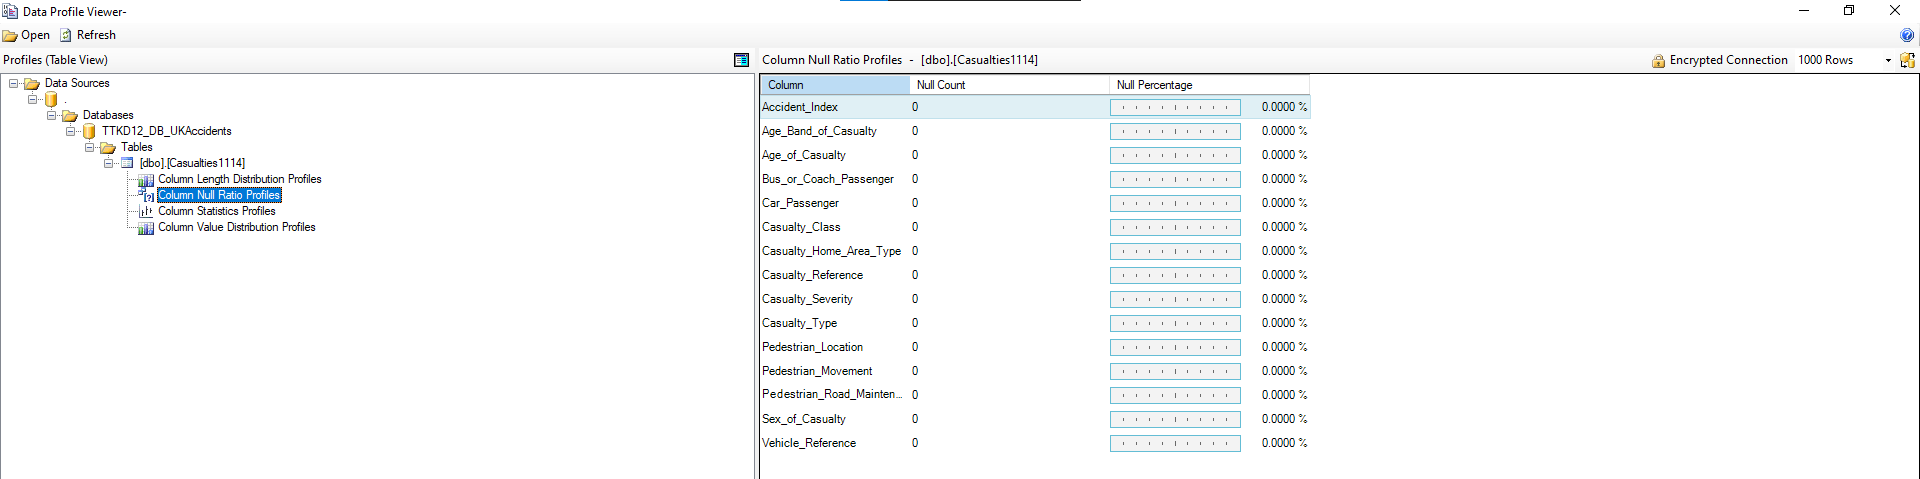 Data Profile Viewer-
Open Refresh
Profiles (Table View)
Data Sources
.
Databases
TTKD12_DB_UKAccidents
Tables
[dbo].[Casualties1114]
Column Length Distribution Profiles
Column Null Ratio Profiles
Column Statistics Profiles
Column Value Distribution Profiles
Column Null Ratio Profiles - [dbo].[Casualties1114] Encrypted Connection 1000 Rows
Column Null Count Null Percentage
Accident_Index 0 0.0000 %
Age_Band_of_Casualty 0 0.0000 %
Age_of_Casualty 0 0.0000 %
Bus_or_Coach_Passenger 0 0.0000 %
Car_Passenger 0 0.0000 %
Casualty_Class 0 0.0000 %
Casualty_Home_Area_Type 0 0.0000 %
Casualty_Reference 0 0.0000 %
Casualty_Severity 0 0.0000 %
Casualty_Type 0 0.0000 %
Pedestrian_Location 0 0.0000 %
Pedestrian_Movement 0 0.0000 %
Pedestrian_Road_Mainten... 0 0.0000 %
Sex_of_Casualty 0 0.0000 %
Vehicle_Reference 0 0.0000 %